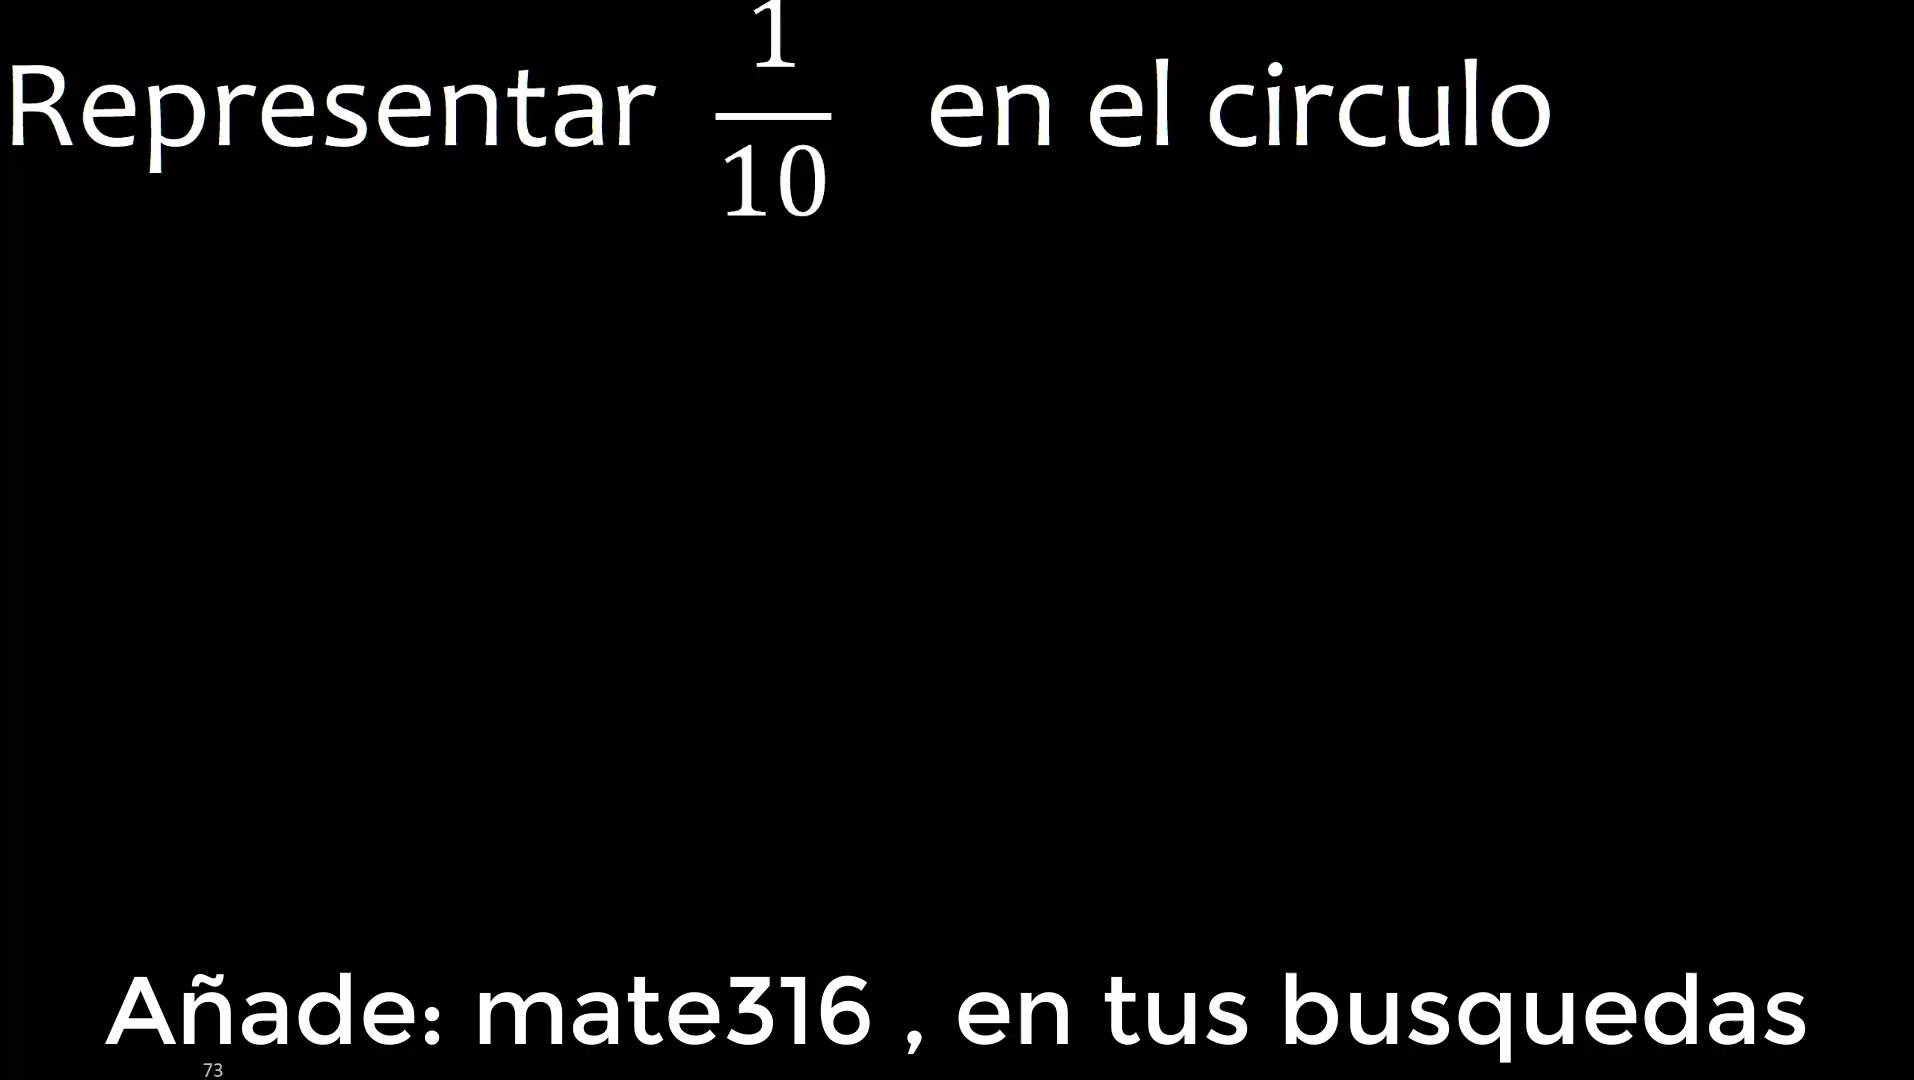 Representar 1/10 en el circulo
Añade: mate316 , en tus busquedas
73